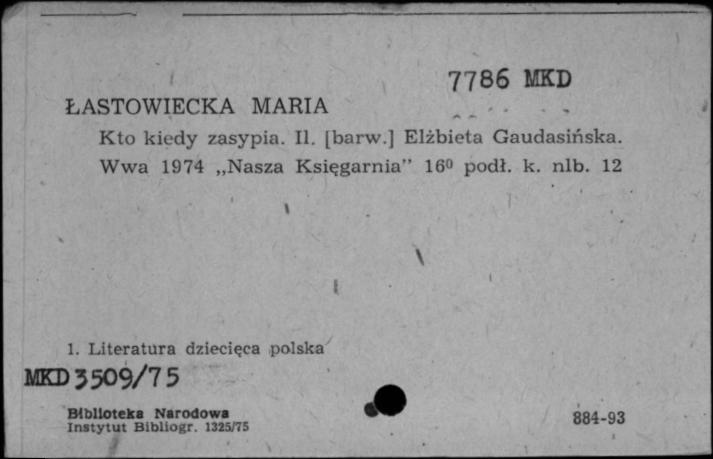 7786 MKD
ŁASTOWIECKA MARIA
Kto kiedy zasypia. Il. [barw.] Elżbieta Gaudasińska.
Wwa 1974 „Nasza Księgarnia” 16⁰ podł. k. nlb. 12
1. Literatura dziecięca polska
MKD 3509/75
Biblioteka Narodowa
Instytut Bibliogr. 1325/75
884-93